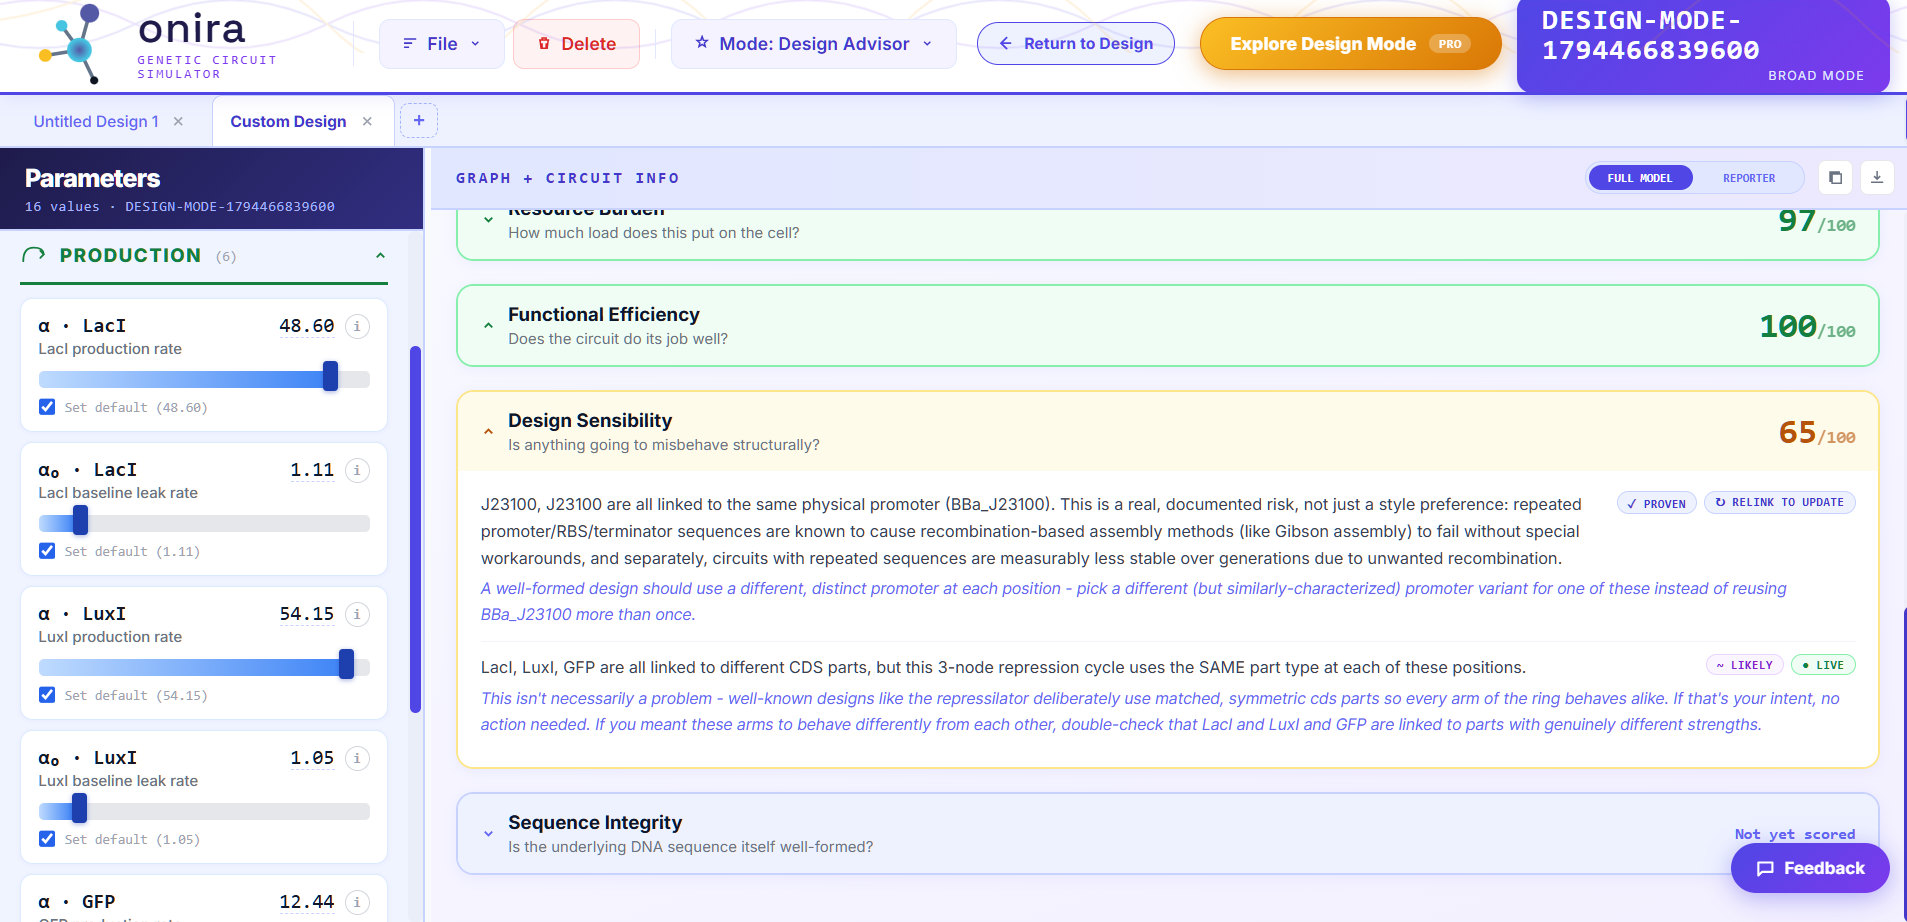 onira
GENETIC CIRCUIT
SIMULATOR
File
Delete
Mode: Design Advisor
Return to Design
Explore Design Mode PRO
DESIGN-MODE-
1794466839600
BROAD MODE
Untitled Design 1 ×
Custom Design ×
+
Parameters
16 values · DESIGN-MODE-1794466839600
PRODUCTION (6)
α · LacI 48.60 i
LacI production rate
Set default (48.60)
α₀ · LacI 1.11 i
LacI baseline leak rate
Set default (1.11)
α · LuxI 54.15 i
LuxI production rate
Set default (54.15)
α₀ · LuxI 1.05 i
LuxI baseline leak rate
Set default (1.05)
α · GFP 12.44 i
GFP production rate
GRAPH + CIRCUIT INFO
FULL MODEL REPORTER
Resource Burden
How much load does this put on the cell?
97/100
Functional Efficiency
Does the circuit do its job well?
100/100
Design Sensibility
Is anything going to misbehave structurally?
65/100
J23100, J23100 are all linked to the same physical promoter (BBa_J23100). This is a real, documented risk, not just a style preference: repeated
promoter/RBS/terminator sequences are known to cause recombination-based assembly methods (like Gibson assembly) to fail without special
workarounds, and separately, circuits with repeated sequences are measurably less stable over generations due to unwanted recombination.
✓ PROVEN ↻ RELINK TO UPDATE
A well-formed design should use a different, distinct promoter at each position - pick a different (but similarly-characterized) promoter variant for one of these instead of reusing
BBa_J23100 more than once.
LacI, LuxI, GFP are all linked to different CDS parts, but this 3-node repression cycle uses the SAME part type at each of these positions.
~ LIKELY ● LIVE
This isn't necessarily a problem - well-known designs like the repressilator deliberately use matched, symmetric cds parts so every arm of the ring behaves alike. If that's your intent, no
action needed. If you meant these arms to behave differently from each other, double-check that LacI and LuxI and GFP are linked to parts with genuinely different strengths.
Sequence Integrity
Is the underlying DNA sequence itself well-formed?
Not yet scored
Feedback